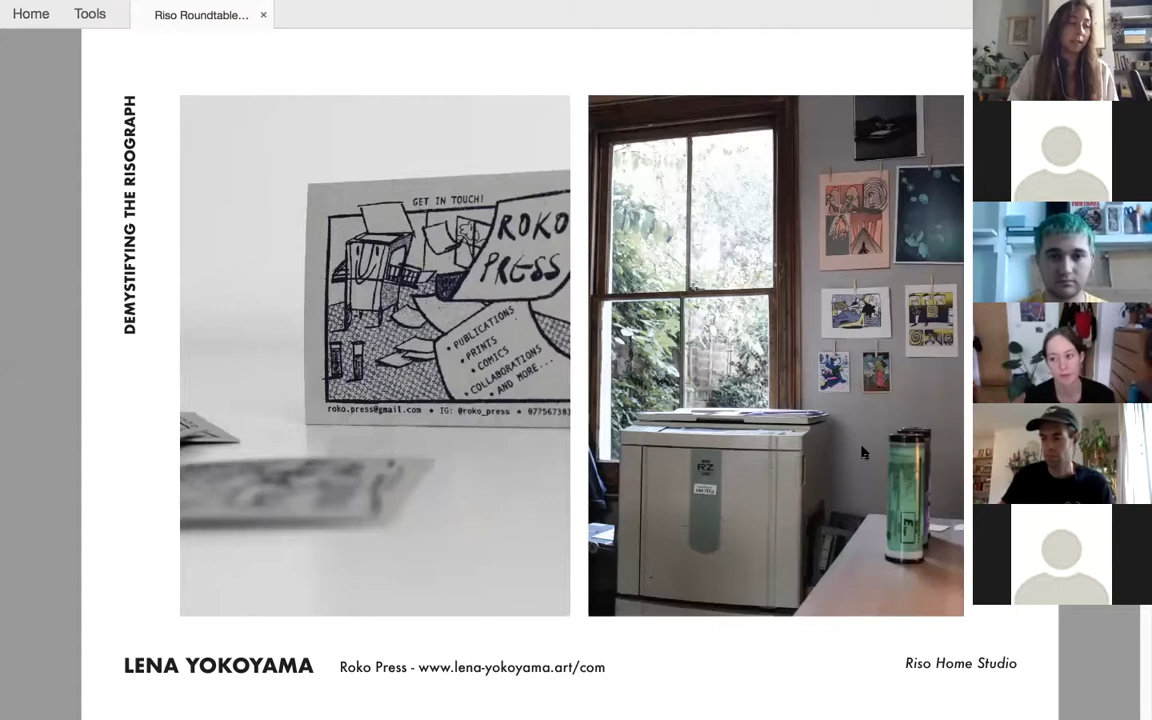 Home Tools Riso Roundtable... ×
DEMYSTIFYING THE RISOGRAPH
GET IN TOUCH!
ROKO
PRESS
• PUBLICATIONS
• PRINTS
• COMICS
• COLLABORATIONS
• AND MORE...
roko.press@gmail.com • IG: @roko_press • 07756738
RZ
E.
LENA YOKOYAMA
Roko Press - www.lena-yokoyama.art/com
Riso Home Studio